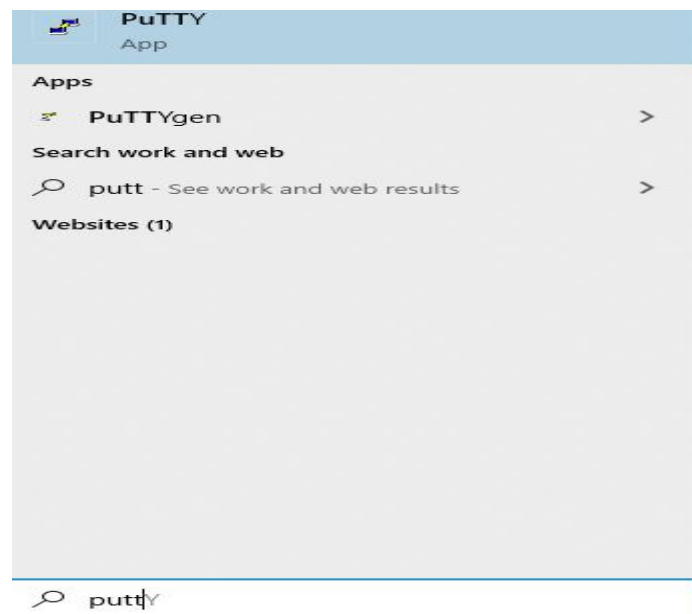 PuTTY
App
Apps
PuTTYgen
Search work and web
putt - See work and web results
Websites (1)
puttY